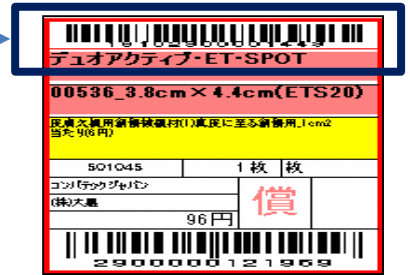 デュオアクティブ・ET・SPOT
00536_3.8cm×4.4cm(ETS20)
皮膚欠損用創傷被覆材(1)真皮に至る創傷用_1cm2
当たり(6円)
501045 1 枚 枚
コンバテックジャパン
(株)大黒
償
96円
2900000121969